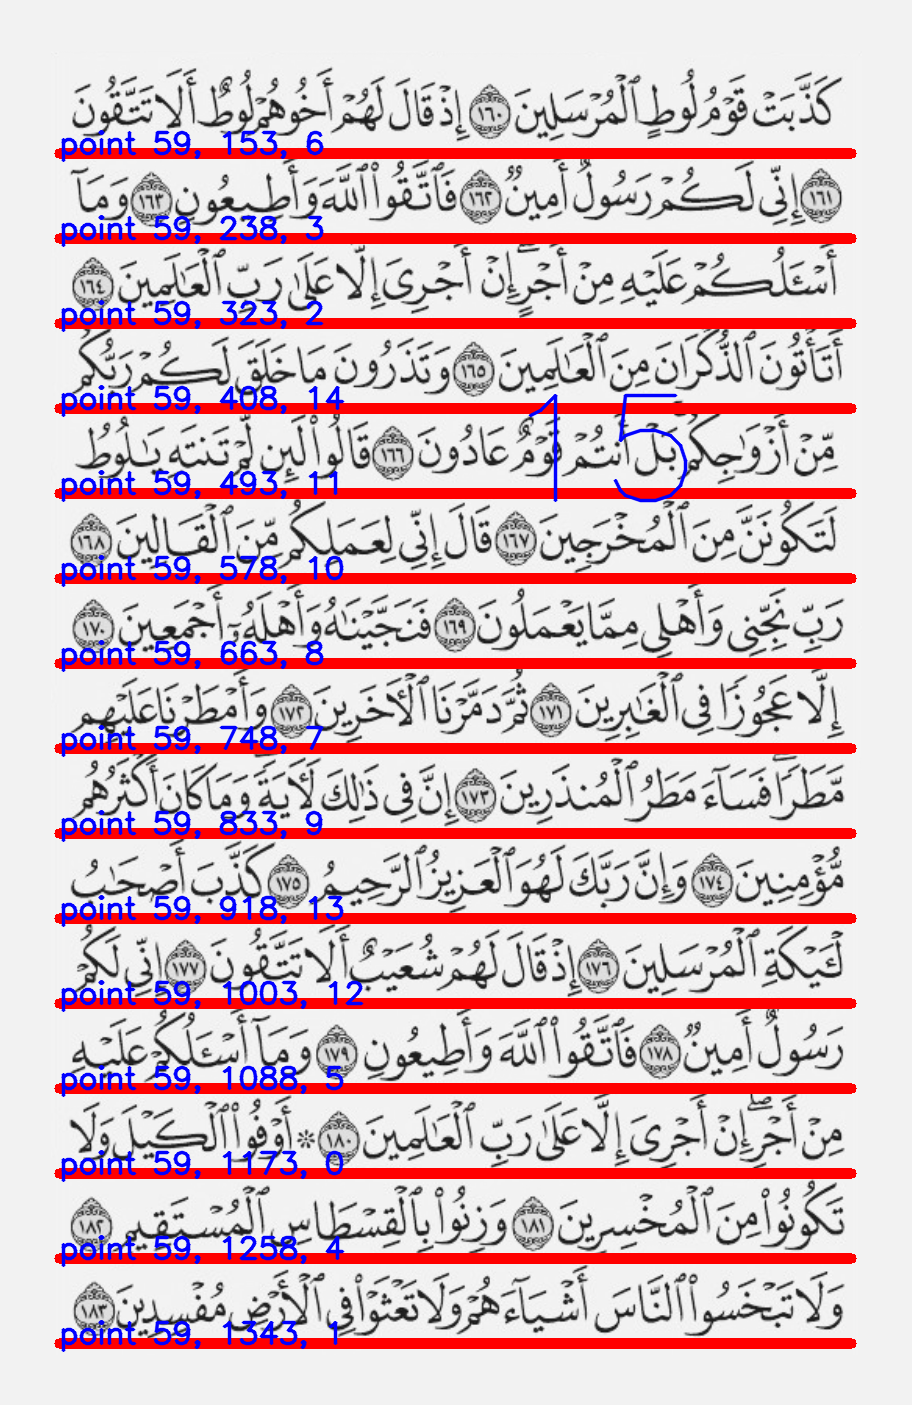 كَذَّبَتْ قَوْمُ لُوطٍ ٱلْمُرْسَلِينَ ١٦٠ إِذْ قَالَ لَهُمْ أَخُوهُمْ لُوطٌ أَلَا تَتَّقُونَ
point 59, 153, 6
١٦١ إِنِّى لَكُمْ رَسُولٌ أَمِينٌ ١٦٢ فَٱتَّقُوا۟ ٱللَّهَ وَأَطِيعُونِ ١٦٣ وَمَآ
point 59, 238, 3
أَسْـَٔلُكُمْ عَلَيْهِ مِنْ أَجْرٍ ۖ إِنْ أَجْرِىَ إِلَّا عَلَىٰ رَبِّ ٱلْعَـٰلَمِينَ ١٦٤
point 59, 323, 2
أَتَأْتُونَ ٱلذُّكْرَانَ مِنَ ٱلْعَـٰلَمِينَ ١٦٥ وَتَذَرُونَ مَا خَلَقَ لَكُمْ رَبُّكُم
point 59, 408, 14
15
مِّنْ أَزْوَٰجِكُم ۚ بَلْ أَنتُمْ قَوْمٌ عَادُونَ ١٦٦ قَالُوا۟ لَئِن لَّمْ تَنتَهِ يَـٰلُوطُ
point 59, 493, 11
لَتَكُونَنَّ مِنَ ٱلْمُخْرَجِينَ ١٦٧ قَالَ إِنِّى لِعَمَلِكُم مِّنَ ٱلْقَالِينَ ١٦٨
point 59, 578, 10
رَبِّ نَجِّنِى وَأَهْلِى مِمَّا يَعْمَلُونَ ١٦٩ فَنَجَّيْنَـٰهُ وَأَهْلَهُۥٓ أَجْمَعِينَ ١٧٠
point 59, 663, 8
إِلَّا عَجُوزًا فِى ٱلْغَـٰبِرِينَ ١٧١ ثُمَّ دَمَّرْنَا ٱلْـَٔاخَرِينَ ١٧٢ وَأَمْطَرْنَا عَلَيْهِم
point 59, 748, 7
مَّطَرًا ۖ فَسَآءَ مَطَرُ ٱلْمُنذَرِينَ ١٧٣ إِنَّ فِى ذَٰلِكَ لَـَٔايَةً ۖ وَمَا كَانَ أَكْثَرُهُم
point 59, 833, 9
مُّؤْمِنِينَ ١٧٤ وَإِنَّ رَبَّكَ لَهُوَ ٱلْعَزِيزُ ٱلرَّحِيمُ ١٧٥ كَذَّبَ أَصْحَـٰبُ
point 59, 918, 13
لْـَٔيْكَةِ ٱلْمُرْسَلِينَ ١٧٦ إِذْ قَالَ لَهُمْ شُعَيْبٌ أَلَا تَتَّقُونَ ١٧٧ إِنِّى لَكُمْ
point 59, 1003, 12
رَسُولٌ أَمِينٌ ١٧٨ فَٱتَّقُوا۟ ٱللَّهَ وَأَطِيعُونِ ١٧٩ وَمَآ أَسْـَٔلُكُمْ عَلَيْهِ
point 59, 1088, 5
مِنْ أَجْرٍ ۖ إِنْ أَجْرِىَ إِلَّا عَلَىٰ رَبِّ ٱلْعَـٰلَمِينَ ١٨٠ ۞ أَوْفُوا۟ ٱلْكَيْلَ وَلَا
point 59, 1173, 0
تَكُونُوا۟ مِنَ ٱلْمُخْسِرِينَ ١٨١ وَزِنُوا۟ بِٱلْقِسْطَاسِ ٱلْمُسْتَقِيمِ ١٨٢
point 59, 1258, 4
وَلَا تَبْخَسُوا۟ ٱلنَّاسَ أَشْيَآءَهُمْ وَلَا تَعْثَوْا۟ فِى ٱلْأَرْضِ مُفْسِدِينَ ١٨٣
point 59, 1343, 1